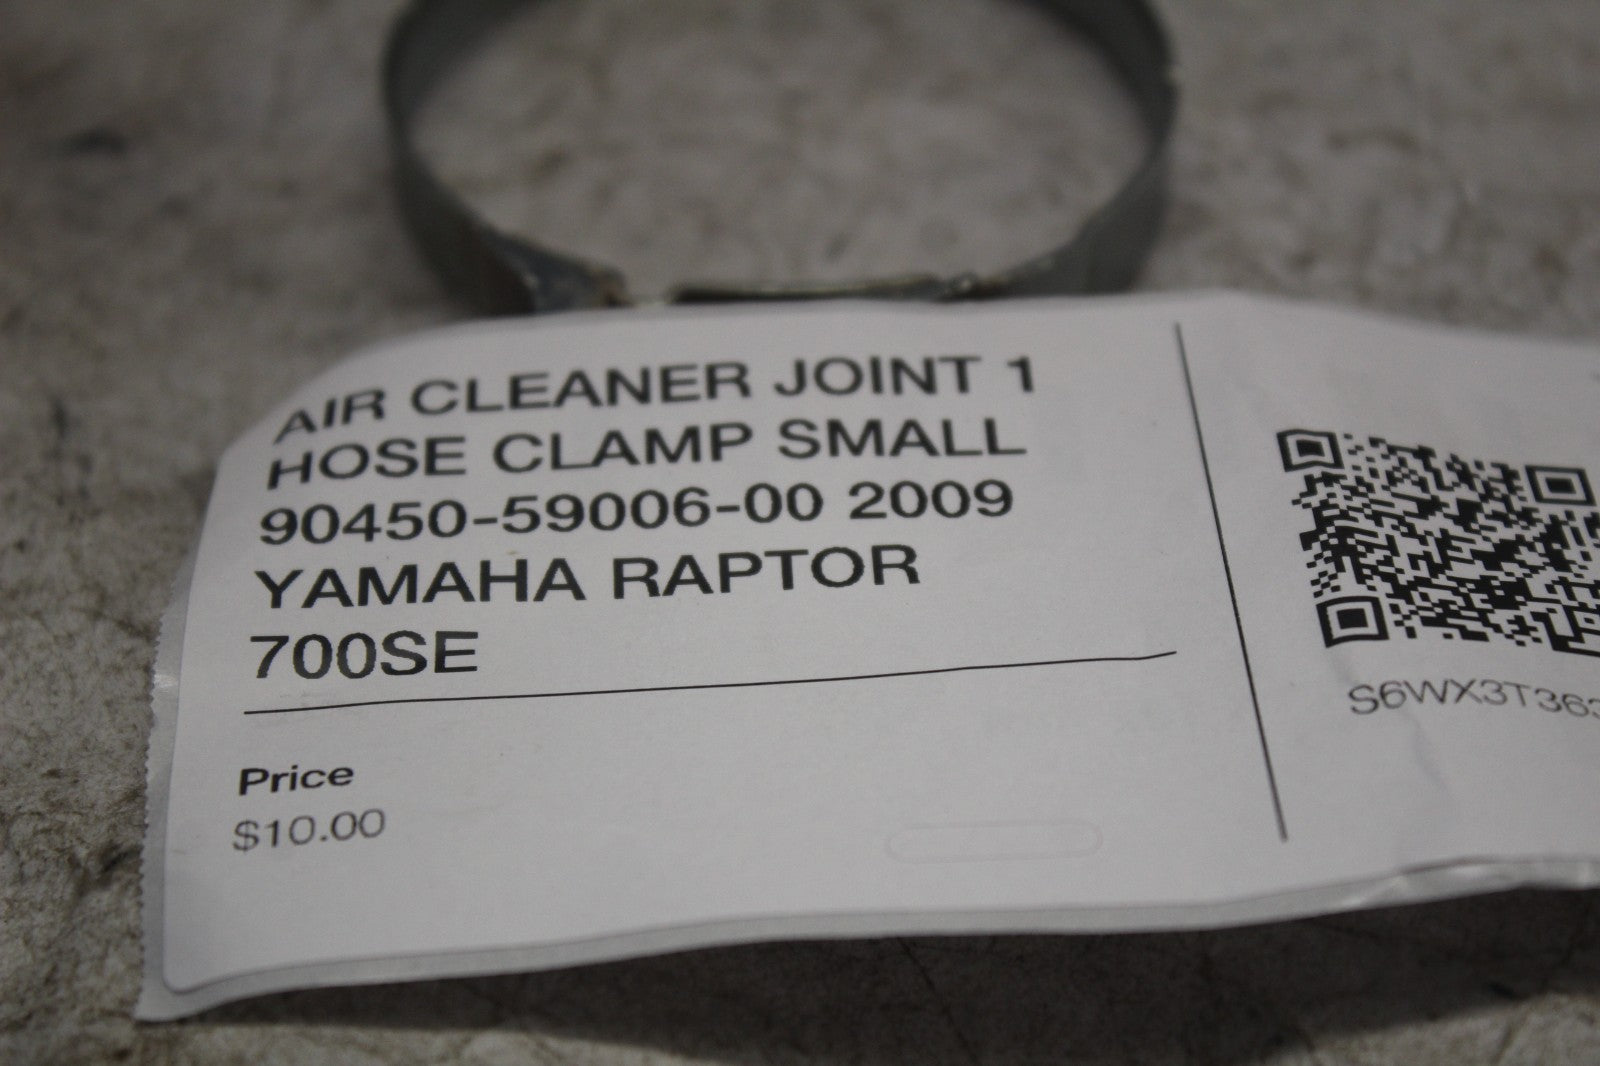 AIR CLEANER JOINT 1
HOSE CLAMP SMALL
90450-59006-00 2009
YAMAHA RAPTOR
700SE
Price
$10.00